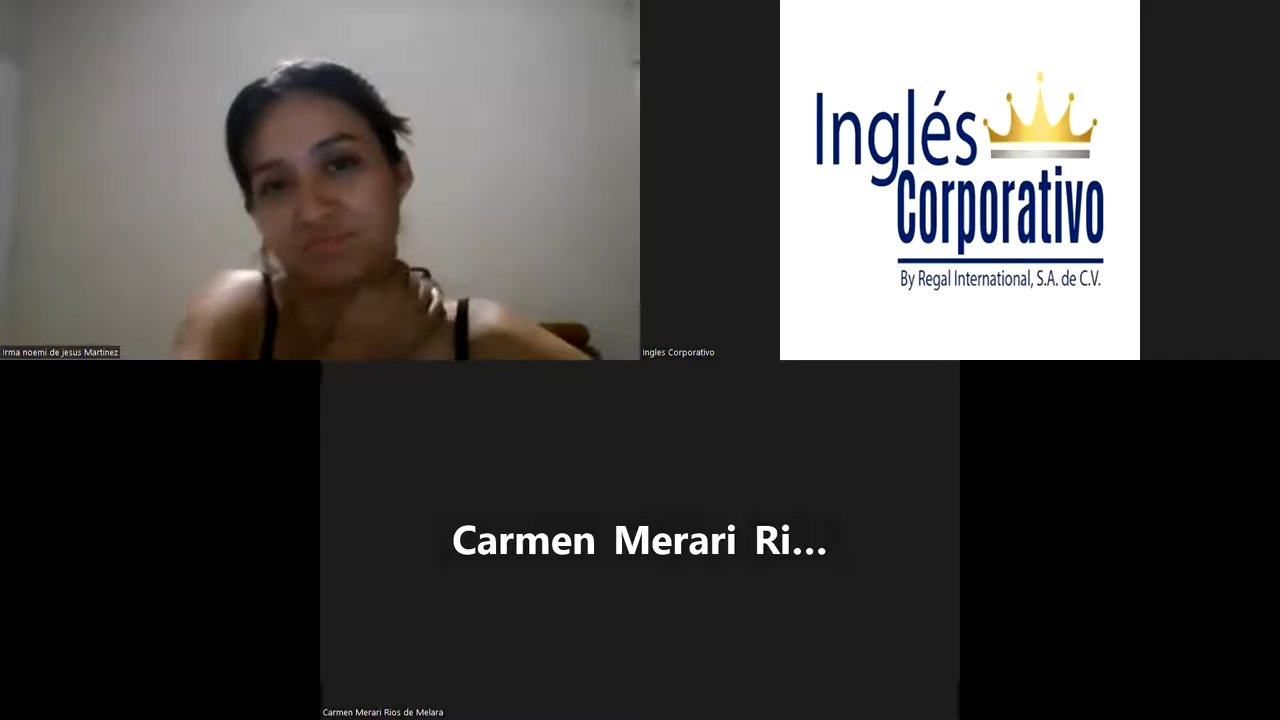 Inglés
Corporativo
By Regal International, S.A. de C.V.
Irma noemi de jesus Martinez
Ingles Corporativo
Carmen Merari Ri...
Carmen Merari Rios de Melara